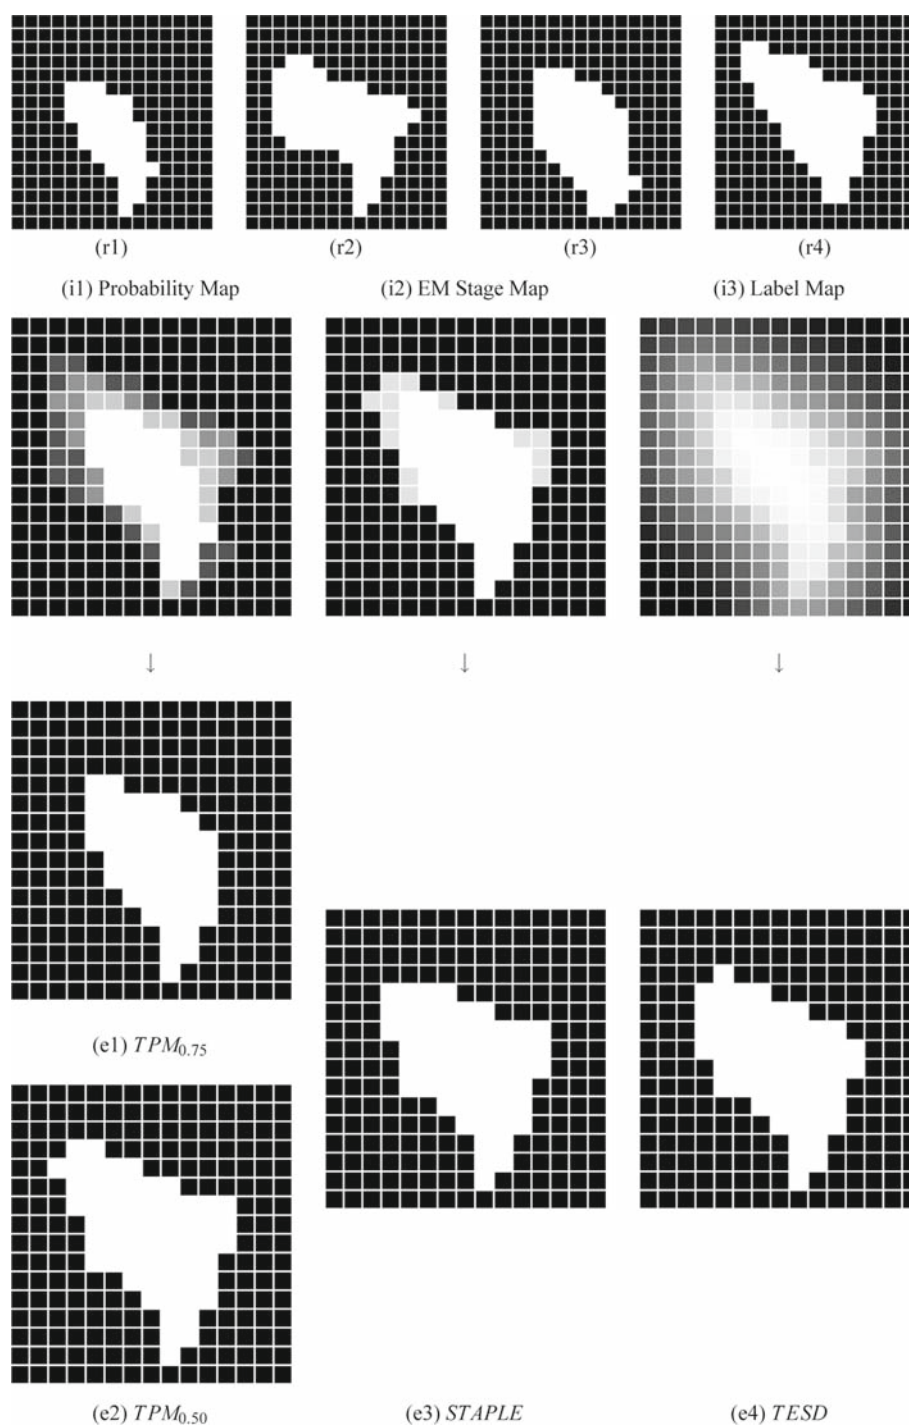 (r1) (r2) (r3) (r4)
(i1) Probability Map (i2) EM Stage Map (i3) Label Map
↓ ↓ ↓
(e1) TPM0.75
(e2) TPM0.50 (e3) STAPLE (e4) TESD